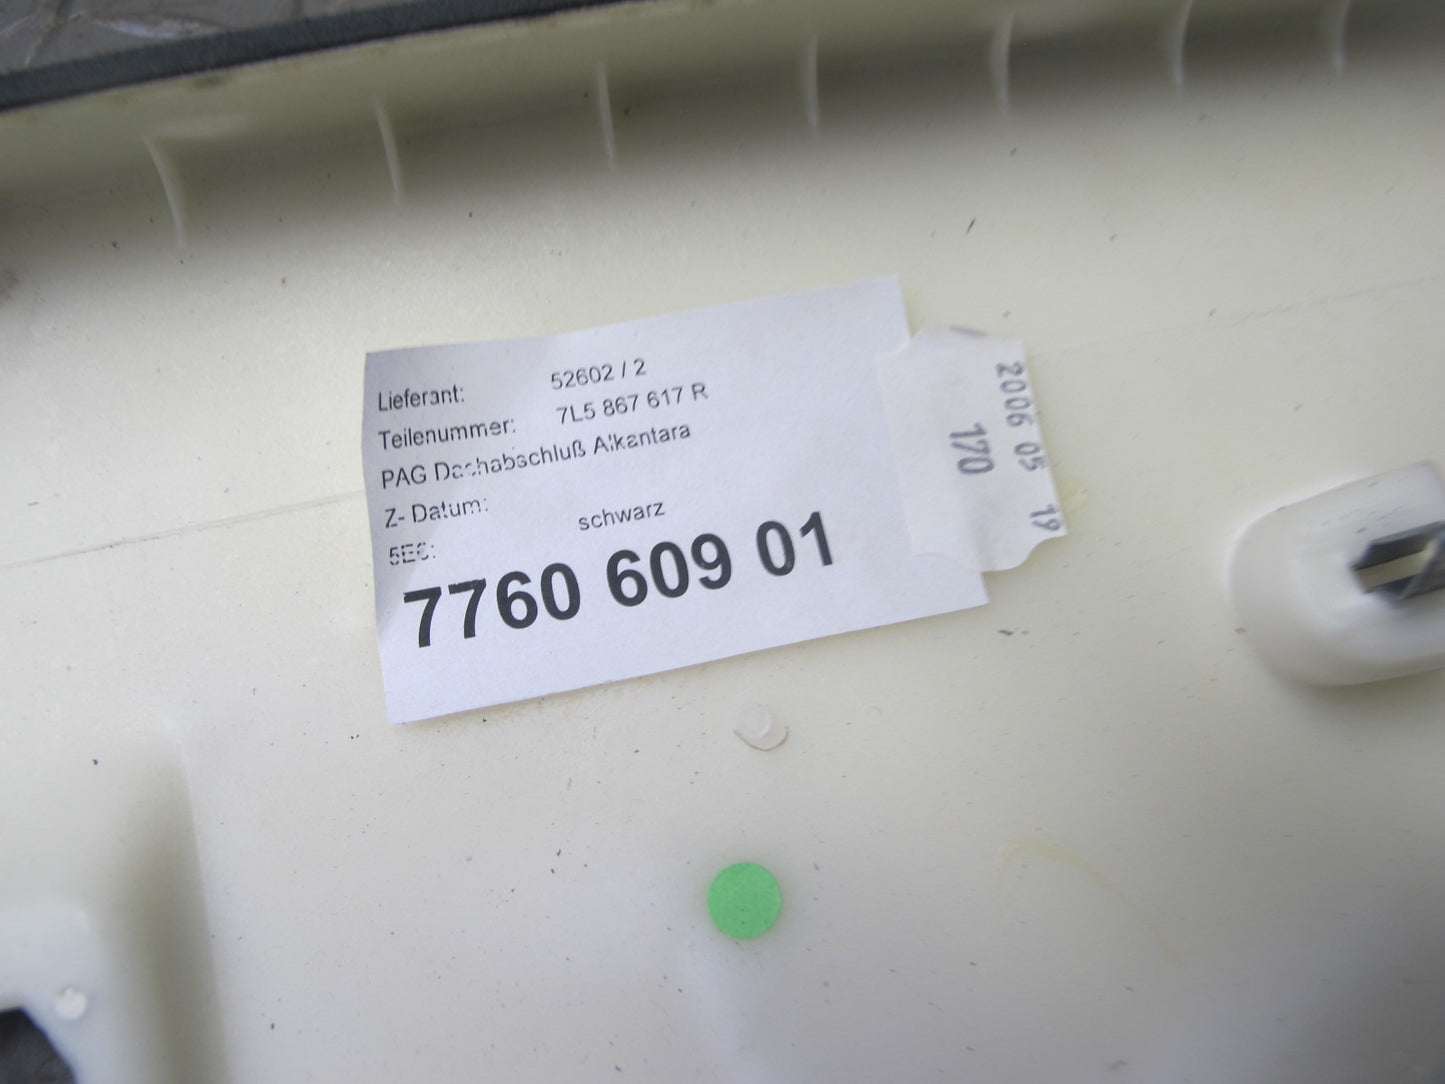 Lieferant: 52602 / 2
Teilenummer: 7L5 867 617 R
PAG Dachabschluß Alkantara
Z- Datum:
schwarz
7760 609 01
2006 05 19
170